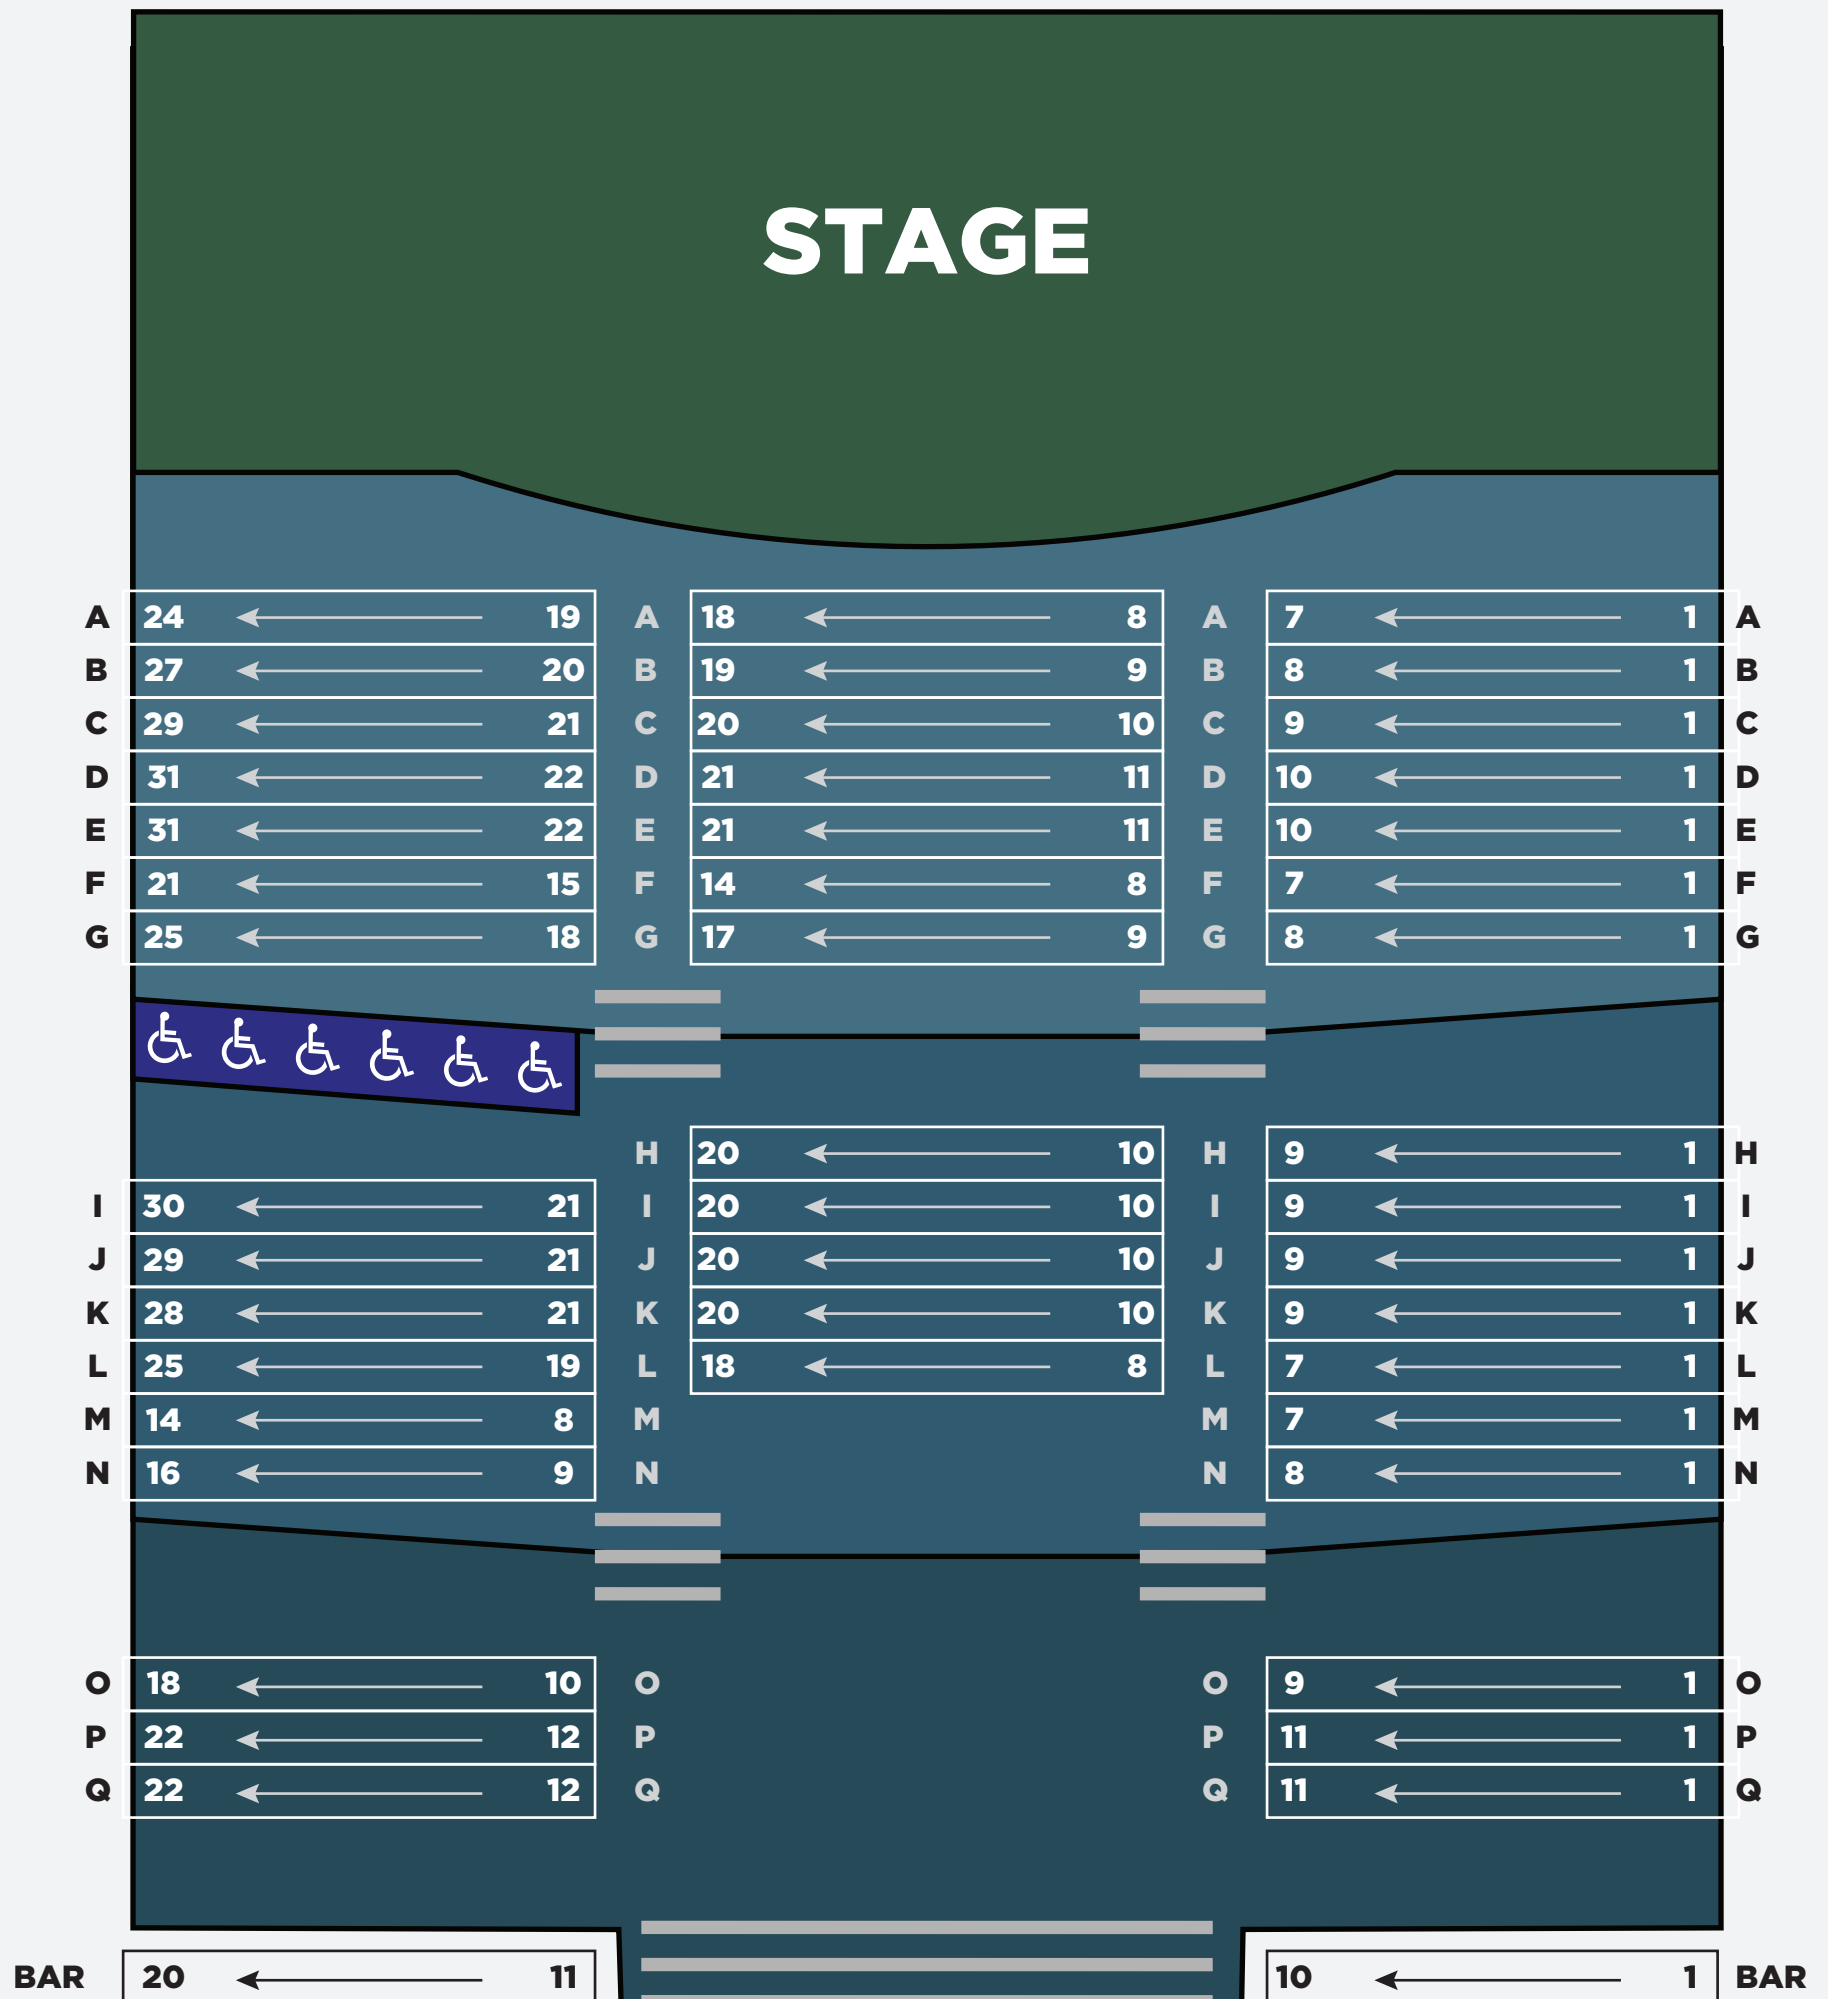 STAGE
A 24 19 A 18 8 A 7 1 A
B 27 20 B 19 9 B 8 1 B
C 29 21 C 20 10 C 9 1 C
D 31 22 D 21 11 D 10 1 D
E 31 22 E 21 11 E 10 1 E
F 21 15 F 14 8 F 7 1 F
G 25 18 G 17 9 G 8 1 G
H 20 10 H 9 1 H
I 30 21 I 20 10 I 9 1 I
J 29 21 J 20 10 J 9 1 J
K 28 21 K 20 10 K 9 1 K
L 25 19 L 18 8 L 7 1 L
M 14 8 M M 7 1 M
N 16 9 N N 8 1 N
O 18 10 O O 9 1 O
P 22 12 P P 11 1 P
Q 22 12 Q Q 11 1 Q
BAR 20 11 10 1 BAR